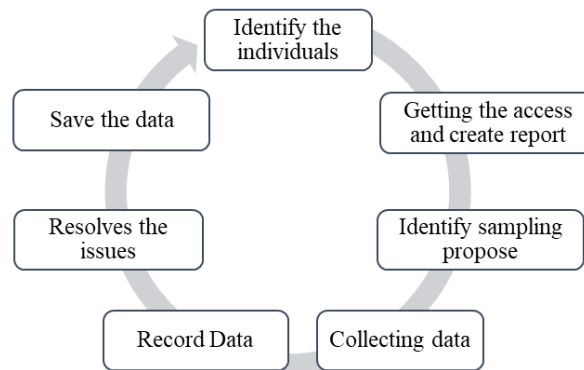 Identify the
individuals
Getting the access
and create report
Identify sampling
propose
Collecting data
Record Data
Resolves the
issues
Save the data